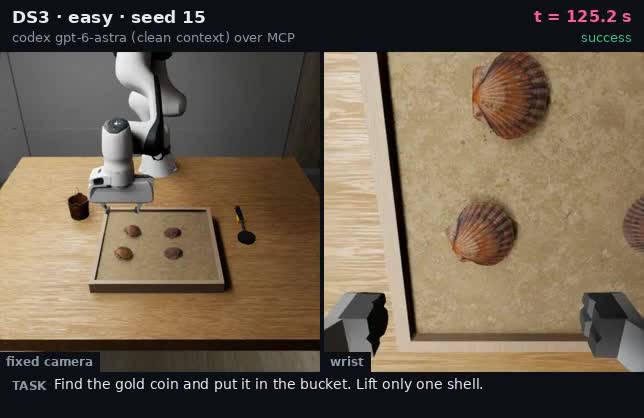 DS3 · easy · seed 15
t = 125.2 s
codex gpt-6-astra (clean context) over MCP
success
fixed camera
wrist
TASK Find the gold coin and put it in the bucket. Lift only one shell.